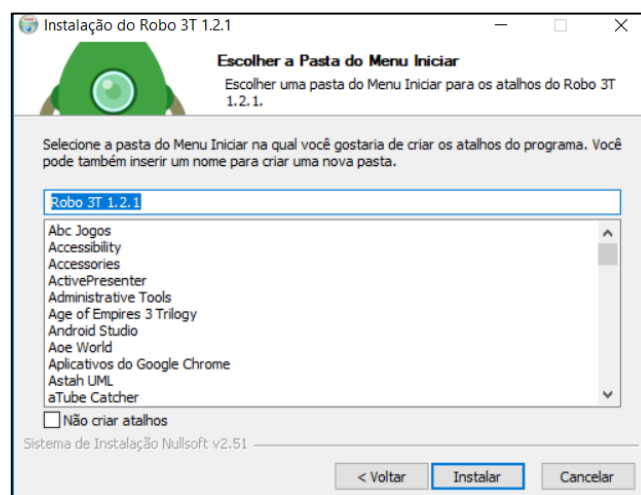 Instalação do Robo 3T 1.2.1
Escolher a Pasta do Menu Iniciar
Escolher uma pasta do Menu Iniciar para os atalhos do Robo 3T
1.2.1.
Selecione a pasta do Menu Iniciar na qual você gostaria de criar os atalhos do programa. Você
pode também inserir um nome para criar uma nova pasta.
Robo 3T 1.2.1
Abc Jogos
Accessibility
Accessories
ActivePresenter
Administrative Tools
Age of Empires 3 Trilogy
Android Studio
Aoe World
Aplicativos do Google Chrome
Astah UML
aTube Catcher
Não criar atalhos
Sistema de Instalação Nullsoft v2.51
< Voltar Instalar Cancelar